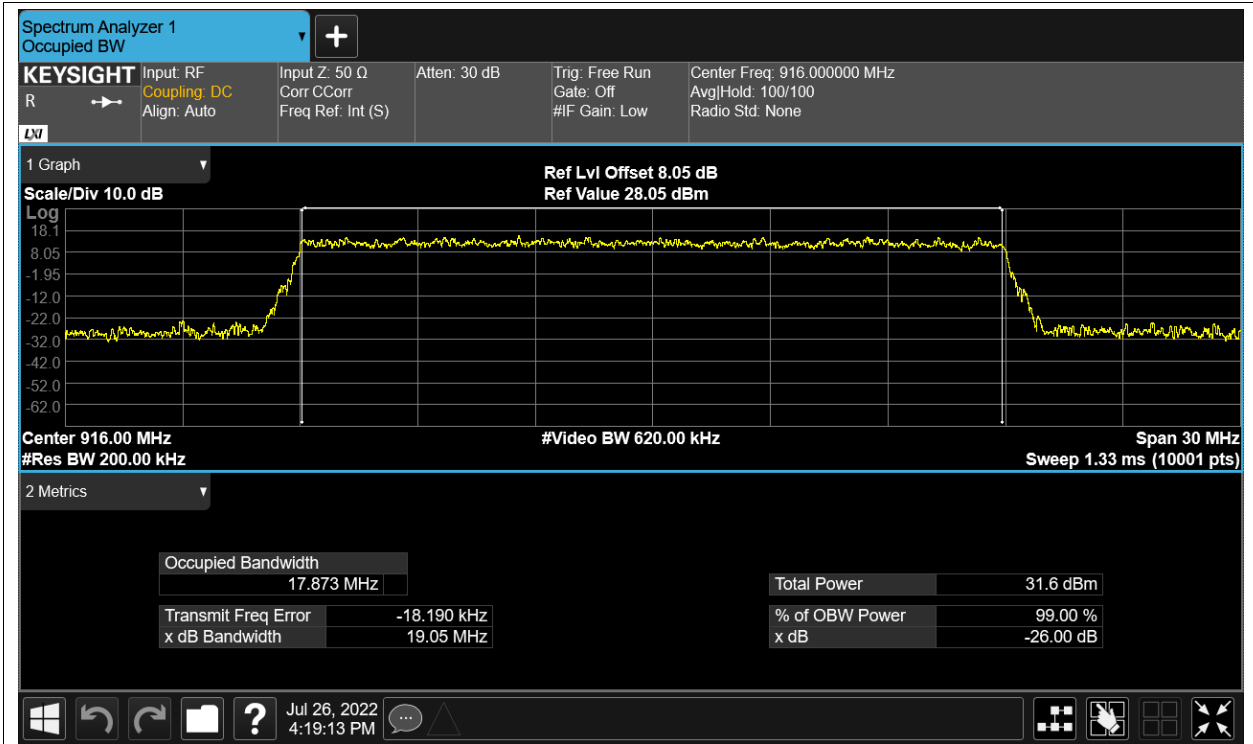 Spectrum Analyzer 1
Occupied BW
+
KEYSIGHT
R
LXI
Input: RF
Coupling: DC
Align: Auto
Input Z: 50 Ω
Corr CCorr
Freq Ref: Int (S)
Atten: 30 dB
Trig: Free Run
Gate: Off
#IF Gain: Low
Center Freq: 916.000000 MHz
Avg|Hold: 100/100
Radio Std: None
1 Graph
Scale/Div 10.0 dB
Ref Lvl Offset 8.05 dB
Ref Value 28.05 dBm
Log
18.1
8.05
-1.95
-12.0
-22.0
-32.0
-42.0
-52.0
-62.0
Center 916.00 MHz
#Res BW 200.00 kHz
#Video BW 620.00 kHz
Span 30 MHz
Sweep 1.33 ms (10001 pts)
2 Metrics
Occupied Bandwidth
17.873 MHz
Transmit Freq Error -18.190 kHz
x dB Bandwidth 19.05 MHz
Total Power 31.6 dBm
% of OBW Power 99.00 %
x dB -26.00 dB
?
Jul 26, 2022
4:19:13 PM